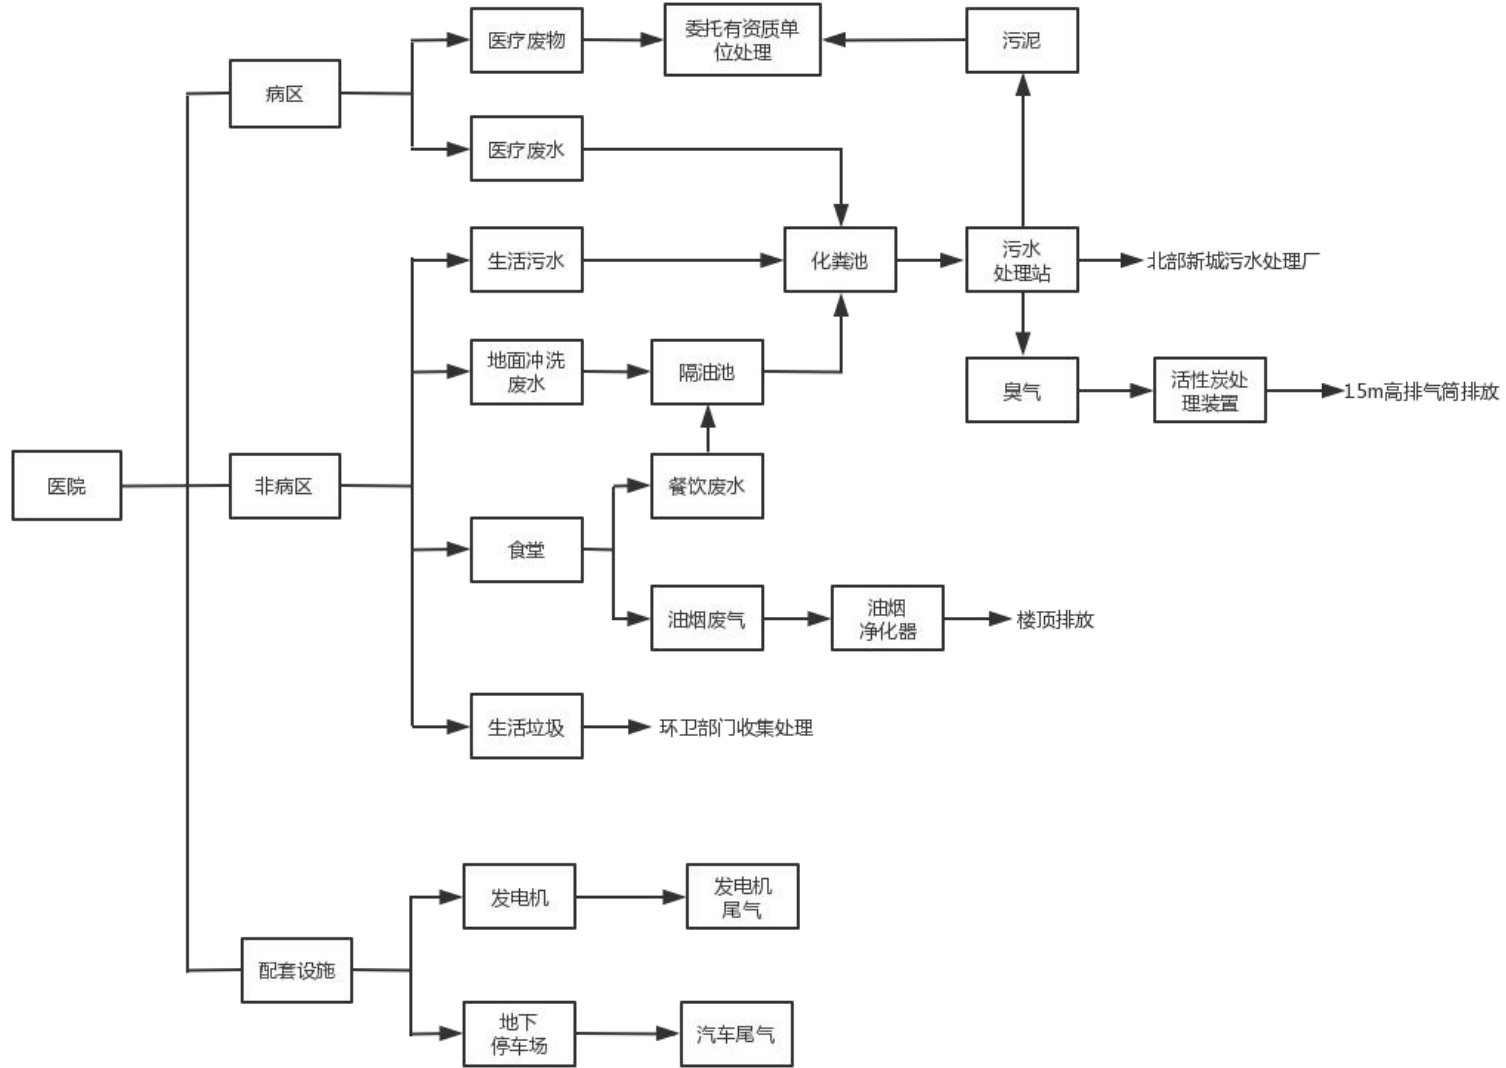 医疗废物
委托有资质单
位处理
污泥
病区
医疗废水
生活污水
化粪池
污水
处理站
北部新城污水处理厂
地面冲洗
废水
隔油池
臭气
活性炭处
理装置
15m高排气筒排放
医院
非病区
餐饮废水
食堂
油烟废气
油烟
净化器
楼顶排放
生活垃圾
环卫部门收集处理
发电机
发电机
尾气
配套设施
地下
停车场
汽车尾气